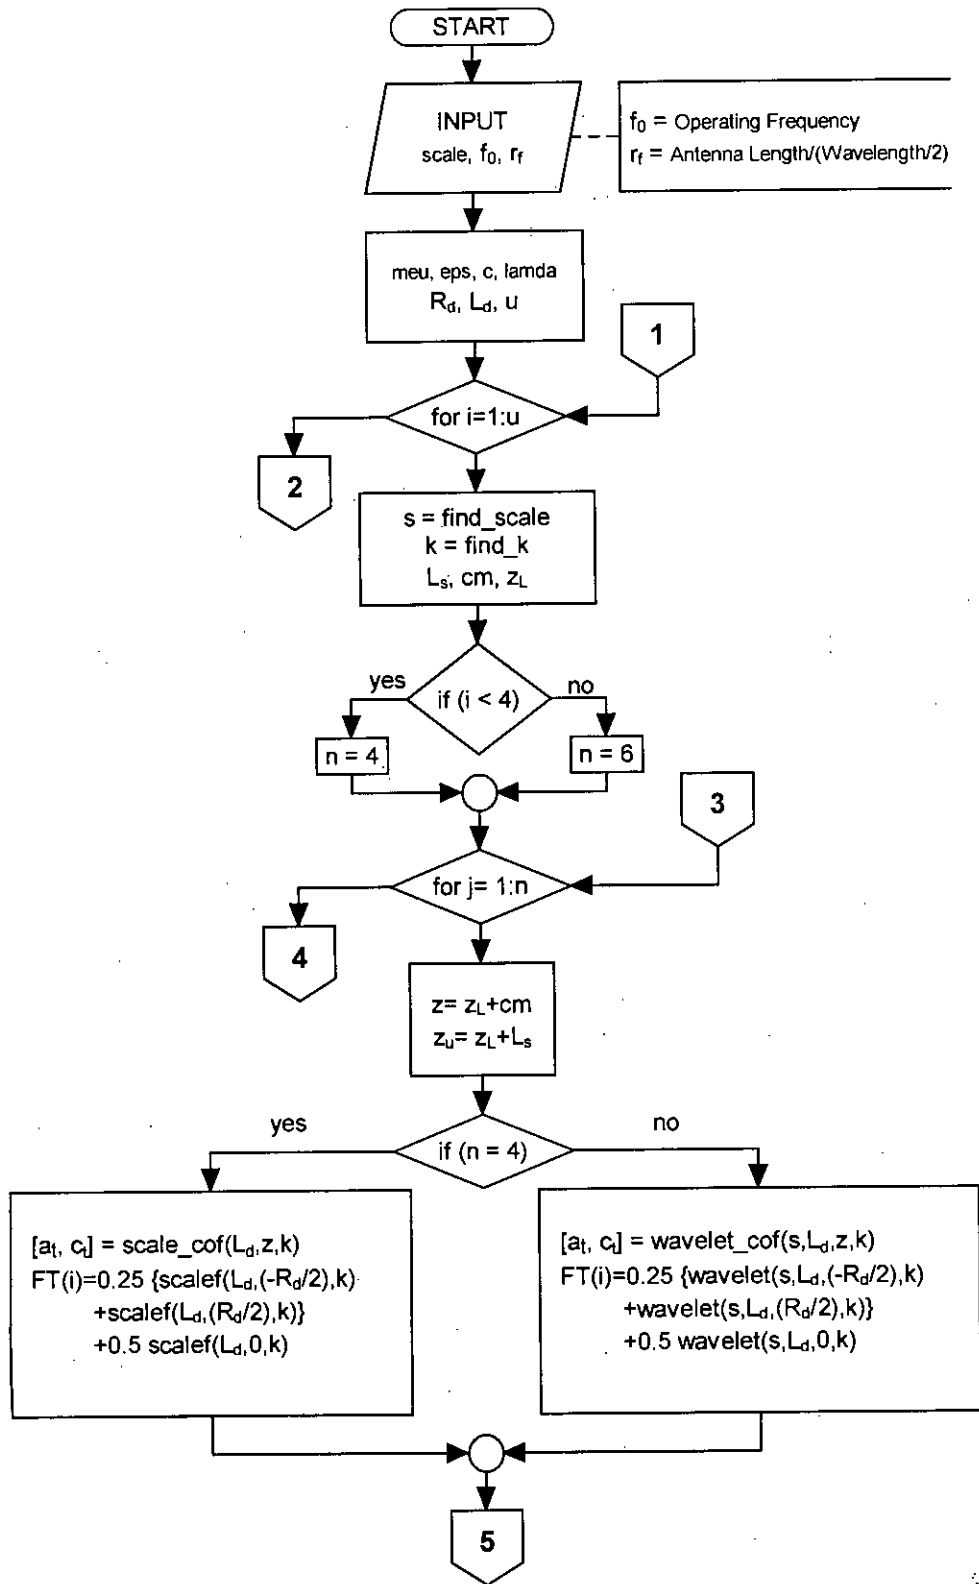 START
INPUT
scale, f₀, r_f
f₀ = Operating Frequency
r_f = Antenna Length/(Wavelength/2)
meu, eps, c, lamda
R_d, L_d, u
1
for i=1:u
2
s = find_scale
k = find_k
L_s, cm, z_L
yes
if (i < 4)
no
n = 4
n = 6
3
for j= 1:n
4
z= z_L+cm
z_u= z_L+L_s
yes
if (n = 4)
no
[a_t, c_t] = scale_cof(L_d,z,k)
FT(i)=0.25 {scalef(L_d,(-R_d/2),k)
+scalef(L_d,(R_d/2),k)}
+0.5 scalef(L_d,0,k)
[a_t, c_t] = wavelet_cof(s,L_d,z,k)
FT(i)=0.25 {wavelet(s,L_d,(-R_d/2),k)
+wavelet(s,L_d,(R_d/2),k)}
+0.5 wavelet(s,L_d,0,k)
5